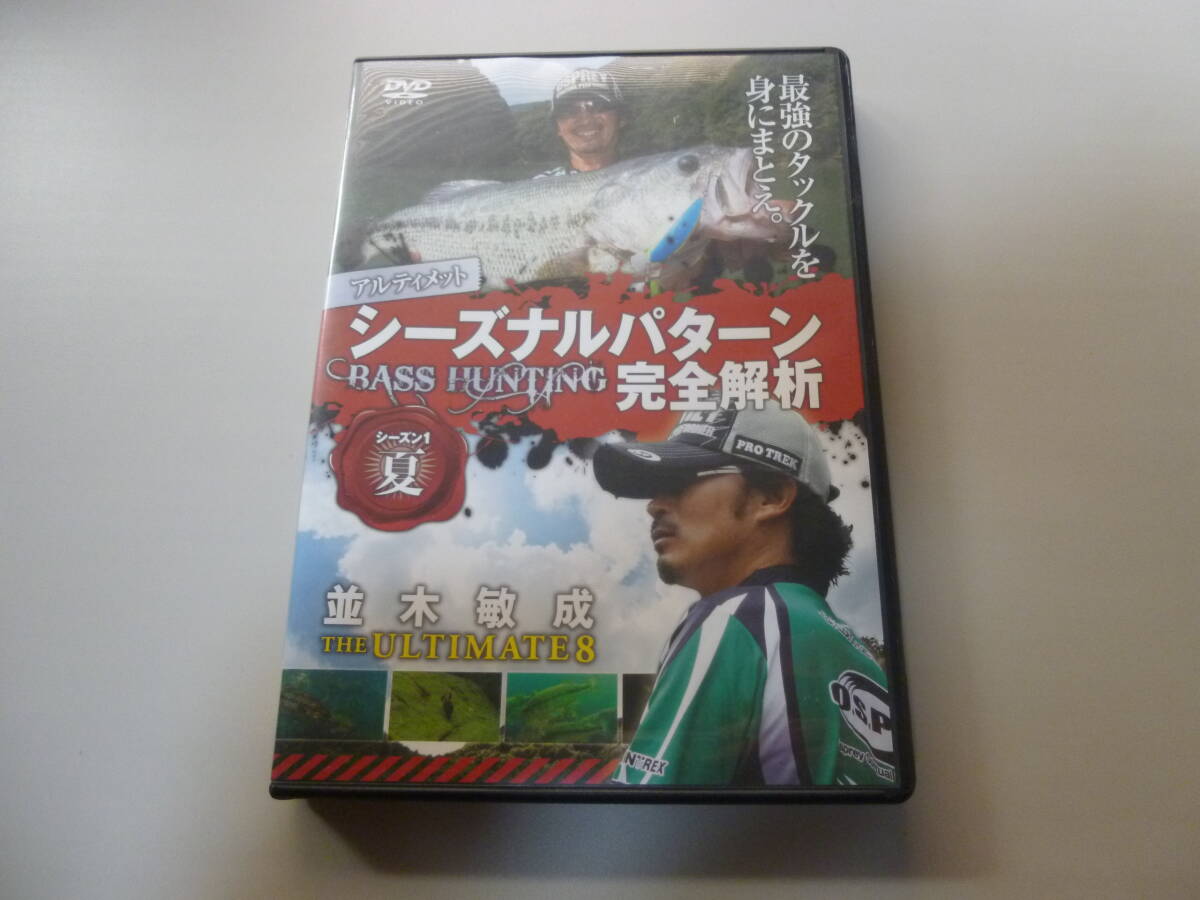 DVD
VIDEO
OSPREY
最強のタックルを
身にまとえ。
アルティメット
シーズナルパターン
BASS HUNTING 完全解析
シーズン1
夏
PRO TREK
並木敏成
THE ULTIMATE 8
O.S.P